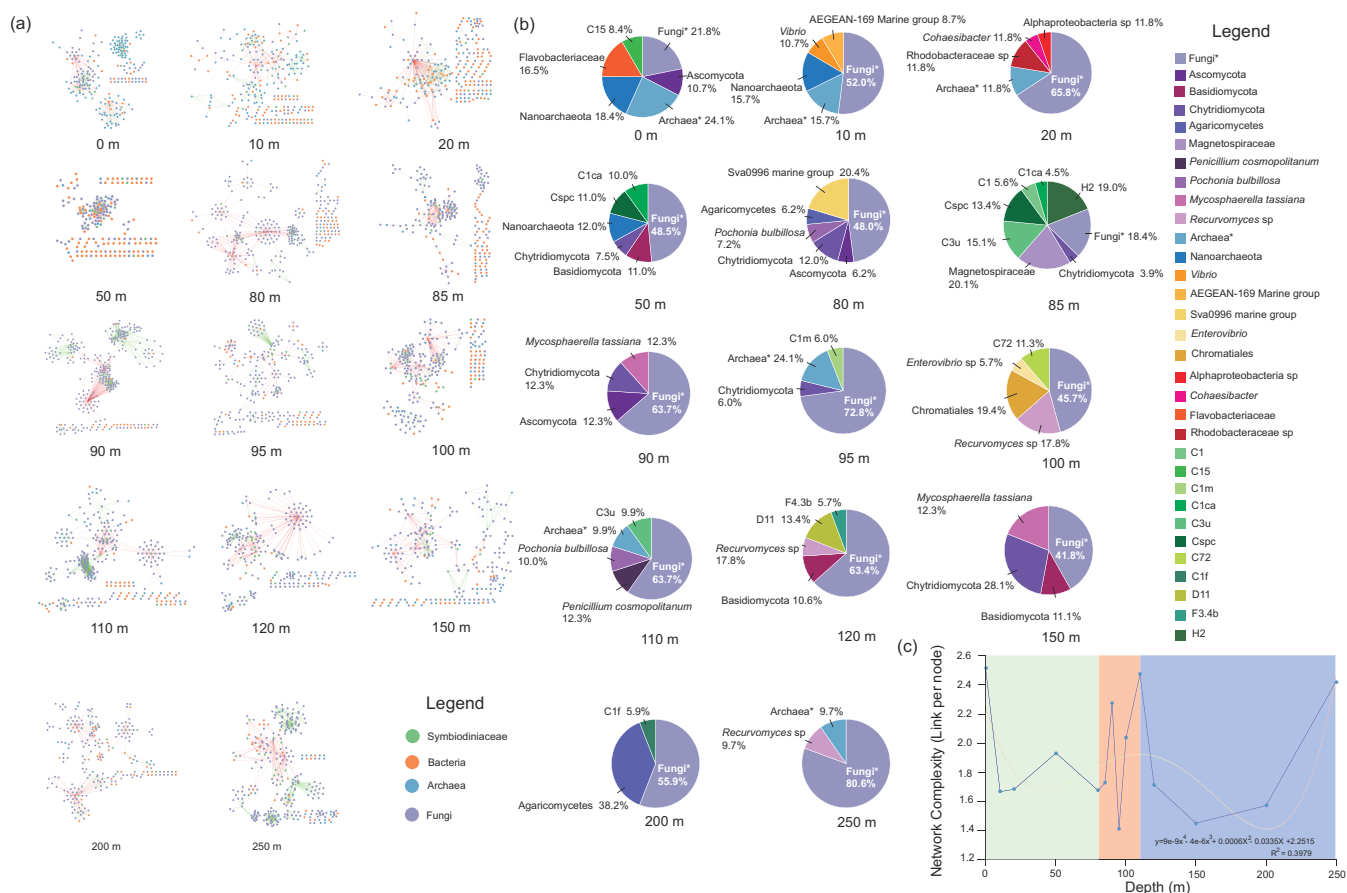 (a)
0 m
10 m
20 m
50 m
80 m
85 m
90 m
95 m
100 m
110 m
120 m
150 m
200 m
250 m
Legend
Symbiodiniaceae
Bacteria
Archaea
Fungi
(b)
C15 8.4%
Fungi* 21.8%
Flavobacteriaceae
16.5%
Ascomycota
10.7%
Nanoarchaeota 18.4%
Archaea* 24.1%
0 m
AEGEAN-169 Marine group 8.7%
Vibrio
10.7%
Fungi*
52.0%
Nanoarchaeota
15.7%
Archaea* 15.7%
10 m
Alphaproteobacteria sp 11.8%
Cohaesibacter 11.8%
Rhodobacteraceae sp
11.8%
Fungi*
65.8%
Archaea* 11.8%
20 m
C1ca 10.0%
Cspc 11.0%
Fungi*
48.5%
Nanoarchaeota 12.0%
Chytridiomycota 7.5%
Basidiomycota 11.0%
50 m
Sva0996 marine group 20.4%
Agaricomycetes 6.2%
Fungi*
48.0%
Pochonia bulbillosa
7.2%
Chytridiomycota 12.0%
Ascomycota 6.2%
80 m
C1ca 4.5%
C1 5.6%
H2 19.0%
Cspc 13.4%
C3u 15.1%
Fungi* 18.4%
Magnetospiraceae
20.1%
Chytridiomycota 3.9%
85 m
Mycosphaerella tassiana 12.3%
Chytridiomycota
12.3%
Fungi*
63.7%
Ascomycota 12.3%
90 m
C1m 6.0%
Archaea* 24.1%
Chytridiomycota
6.0%
Fungi*
72.8%
95 m
C72 11.3%
Enterovibrio sp 5.7%
Fungi*
45.7%
Chromatiales 19.4%
Recurvomyces sp 17.8%
100 m
C3u 9.9%
Archaea* 9.9%
Pochonia bulbillosa
10.0%
Fungi*
63.7%
Penicillium cosmopolitanum
12.3%
110 m
F4.3b 5.7%
D11 13.4%
Recurvomyces sp
17.8%
Fungi*
63.4%
Basidiomycota 10.6%
120 m
Mycosphaerella tassiana
12.3%
Fungi*
41.8%
Chytridiomycota 28.1%
Basidiomycota 11.1%
150 m
C1f 5.9%
Fungi*
55.9%
Agaricomycetes 38.2%
200 m
Archaea* 9.7%
Recurvomyces sp
9.7%
Fungi*
80.6%
250 m
Legend
Fungi*
Ascomycota
Basidiomycota
Chytridiomycota
Agaricomycetes
Magnetospiraceae
Penicillium cosmopolitanum
Pochonia bulbillosa
Mycosphaerella tassiana
Recurvomyces sp
Archaea*
Nanoarchaeota
Vibrio
AEGEAN-169 Marine group
Sva0996 marine group
Enterovibrio
Chromatiales
Alphaproteobacteria sp
Cohaesibacter
Flavobacteriaceae
Rhodobacteraceae sp
C1
C15
C1m
C1ca
C3u
Cspc
C72
C1f
D11
F3.4b
H2
(c)
Network Complexity (Link per node)
2.6
2.4
2.2
2.0
1.8
1.6
1.4
1.2
y=9e-9x⁴- 4e-6x³+ 0.0006X²- 0.0335X +2.2515
R² = 0.3979
0
50
100
150
200
250
Depth (m)